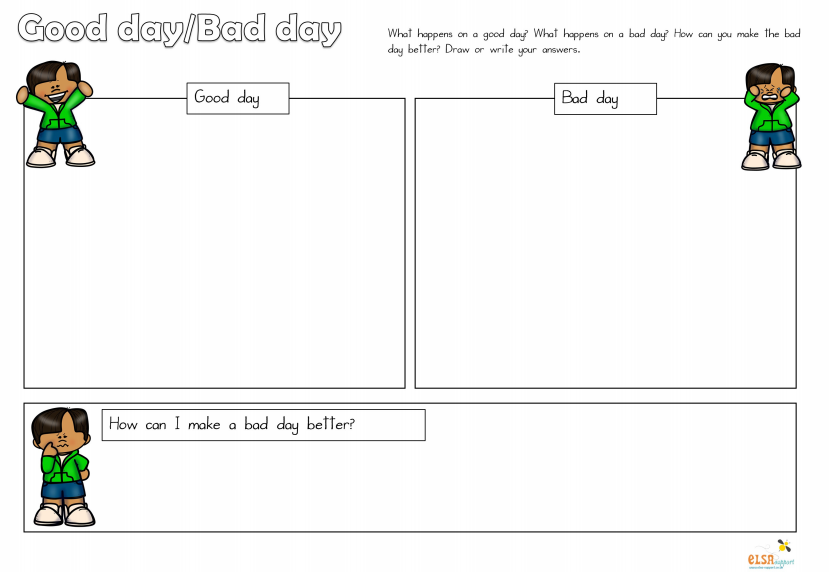 Good day/Bad day
What happens on a good day? What happens on a bad day? How can you make the bad
day better? Draw or write your answers.
Good day
Bad day
How can I make a bad day better?
eLSA support